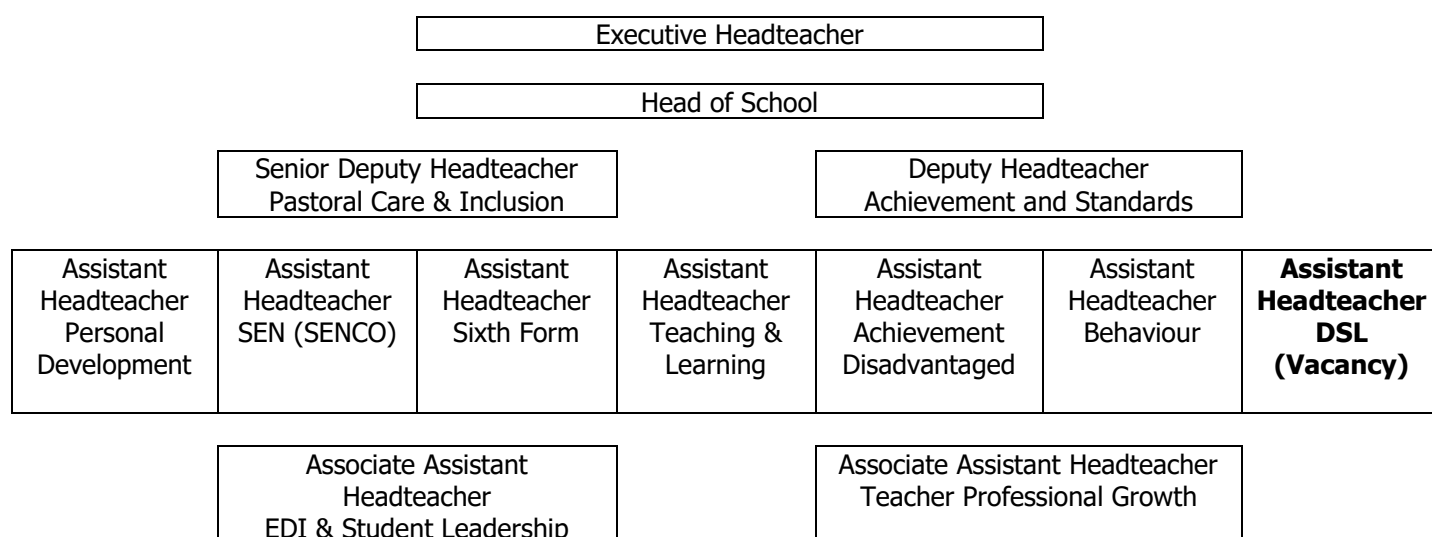 Executive Headteacher
Head of School
Senior Deputy Headteacher
Pastoral Care & Inclusion
Deputy Headteacher
Achievement and Standards
Assistant
Headteacher
Personal
Development
Assistant
Headteacher
SEN (SENCO)
Assistant
Headteacher
Sixth Form
Assistant
Headteacher
Teaching &
Learning
Assistant
Headteacher
Achievement
Disadvantaged
Assistant
Headteacher
Behaviour
Assistant
Headteacher
DSL
(Vacancy)
Associate Assistant
Headteacher
EDI & Student Leadership
Associate Assistant Headteacher
Teacher Professional Growth